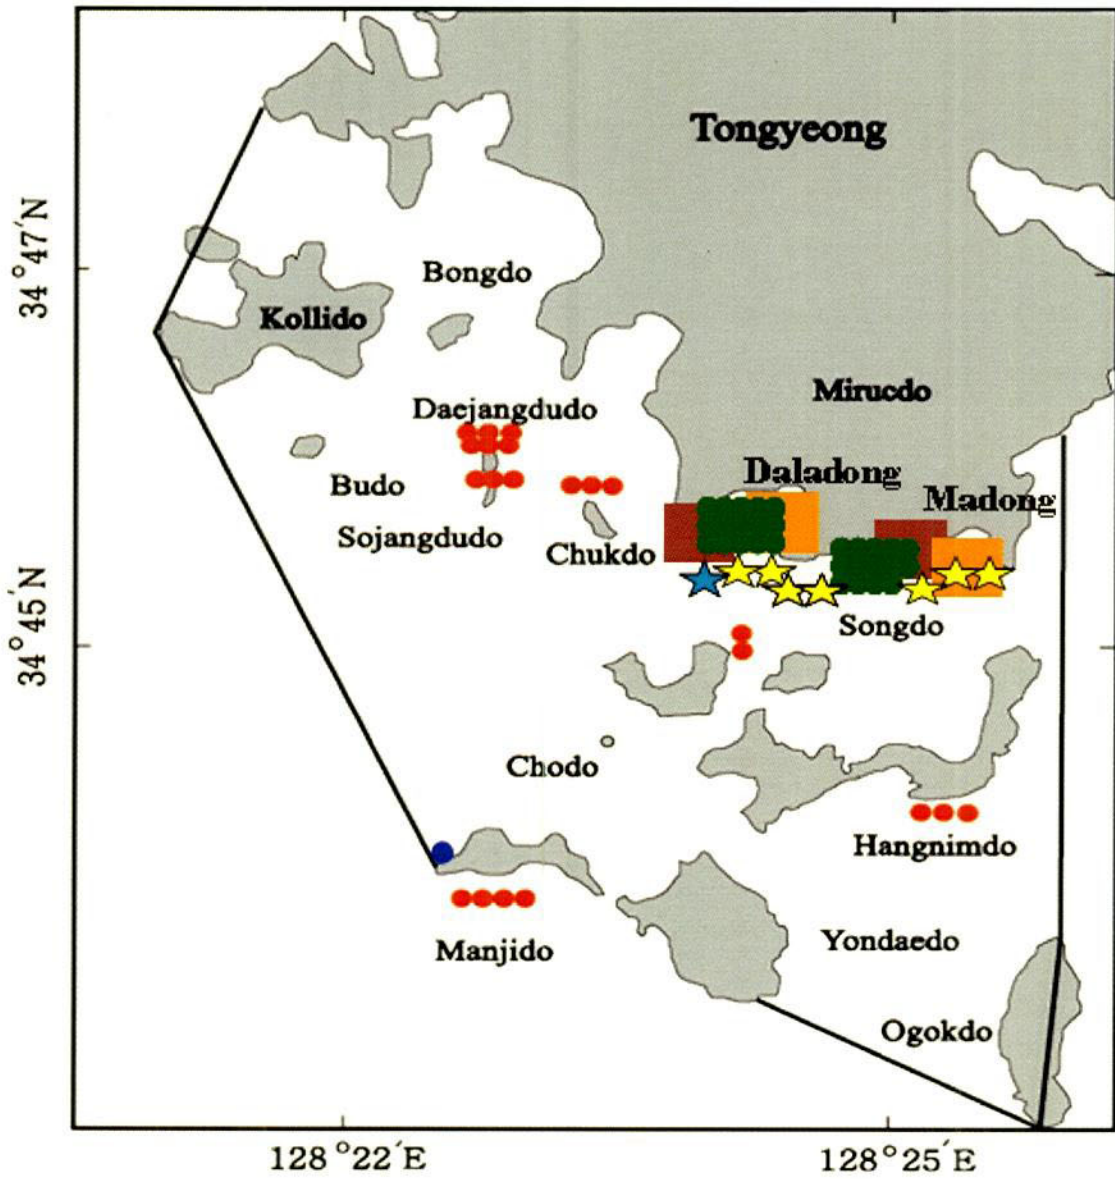 Tongyeong
34°47′N
Bongdo
Kollido
Mirucdo
Daejangdudo
Daladong
Budo
Madong
Sojangdudo
Chukdo
Songdo
34°45′N
Chodo
Hangnimdo
Manjido
Yondaedo
Ogokdo
128°22′E
128°25′E